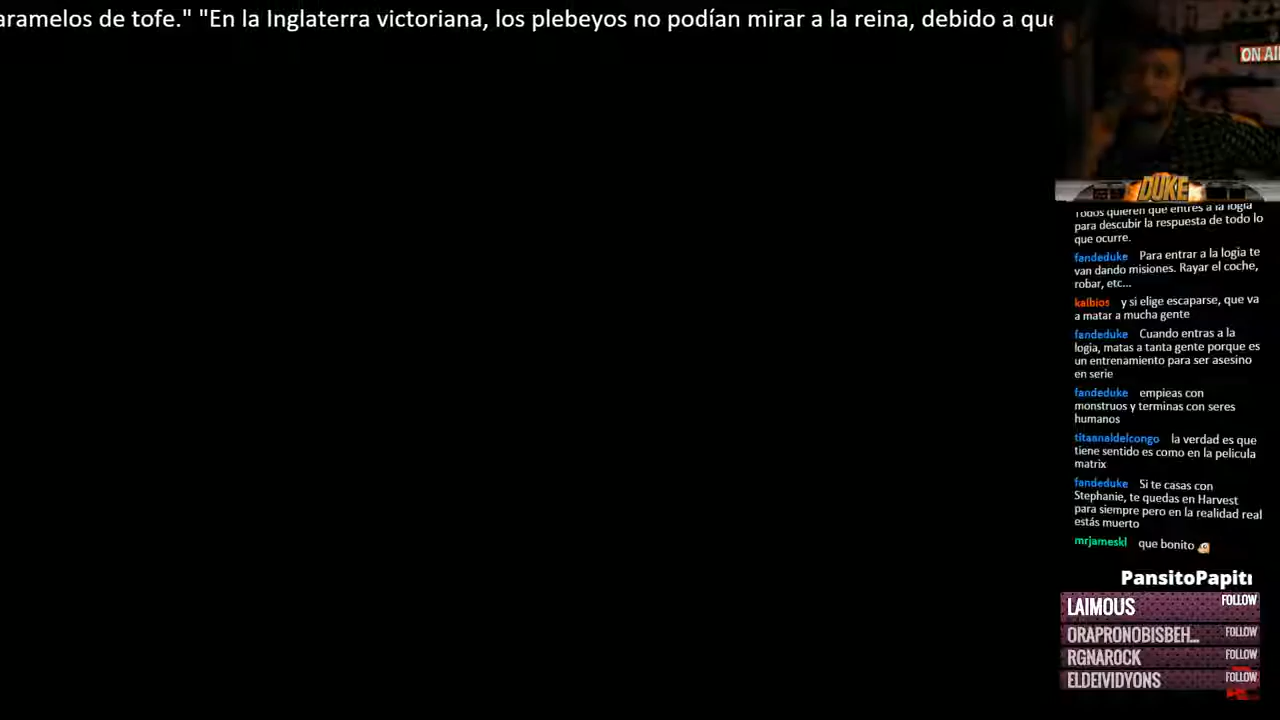 aramelos de tofe." "En la Inglaterra victoriana, los plebeyos no podían mirar a la reina, debido a que
ON AI
DUKE
Todos quieren que entres a la logia
para descubir la respuesta de todo lo
que ocurre.
fandeduke Para entrar a la logia te
van dando misiones. Rayar el coche,
robar, etc...
kalbios y si elige escaparse, que va
a matar a mucha gente
fandeduke Cuando entras a la
logia, matas a tanta gente porque es
un entrenamiento para ser asesino
en serie
fandeduke empieas con
monstruos y terminas con seres
humanos
titaanaldelcongo la verdad es que
tiene sentido es como en la pelicula
matrix
fandeduke Si te casas con
Stephanie, te quedas en Harvest
para siempre pero en la realidad real
estás muerto
mrjameskl que bonito
PansitoPapit
LAIMOUS FOLLOW
ORAPRONOBISBEH... FOLLOW
RGNAROCK FOLLOW
ELDEIVIDYONS FOLLOW